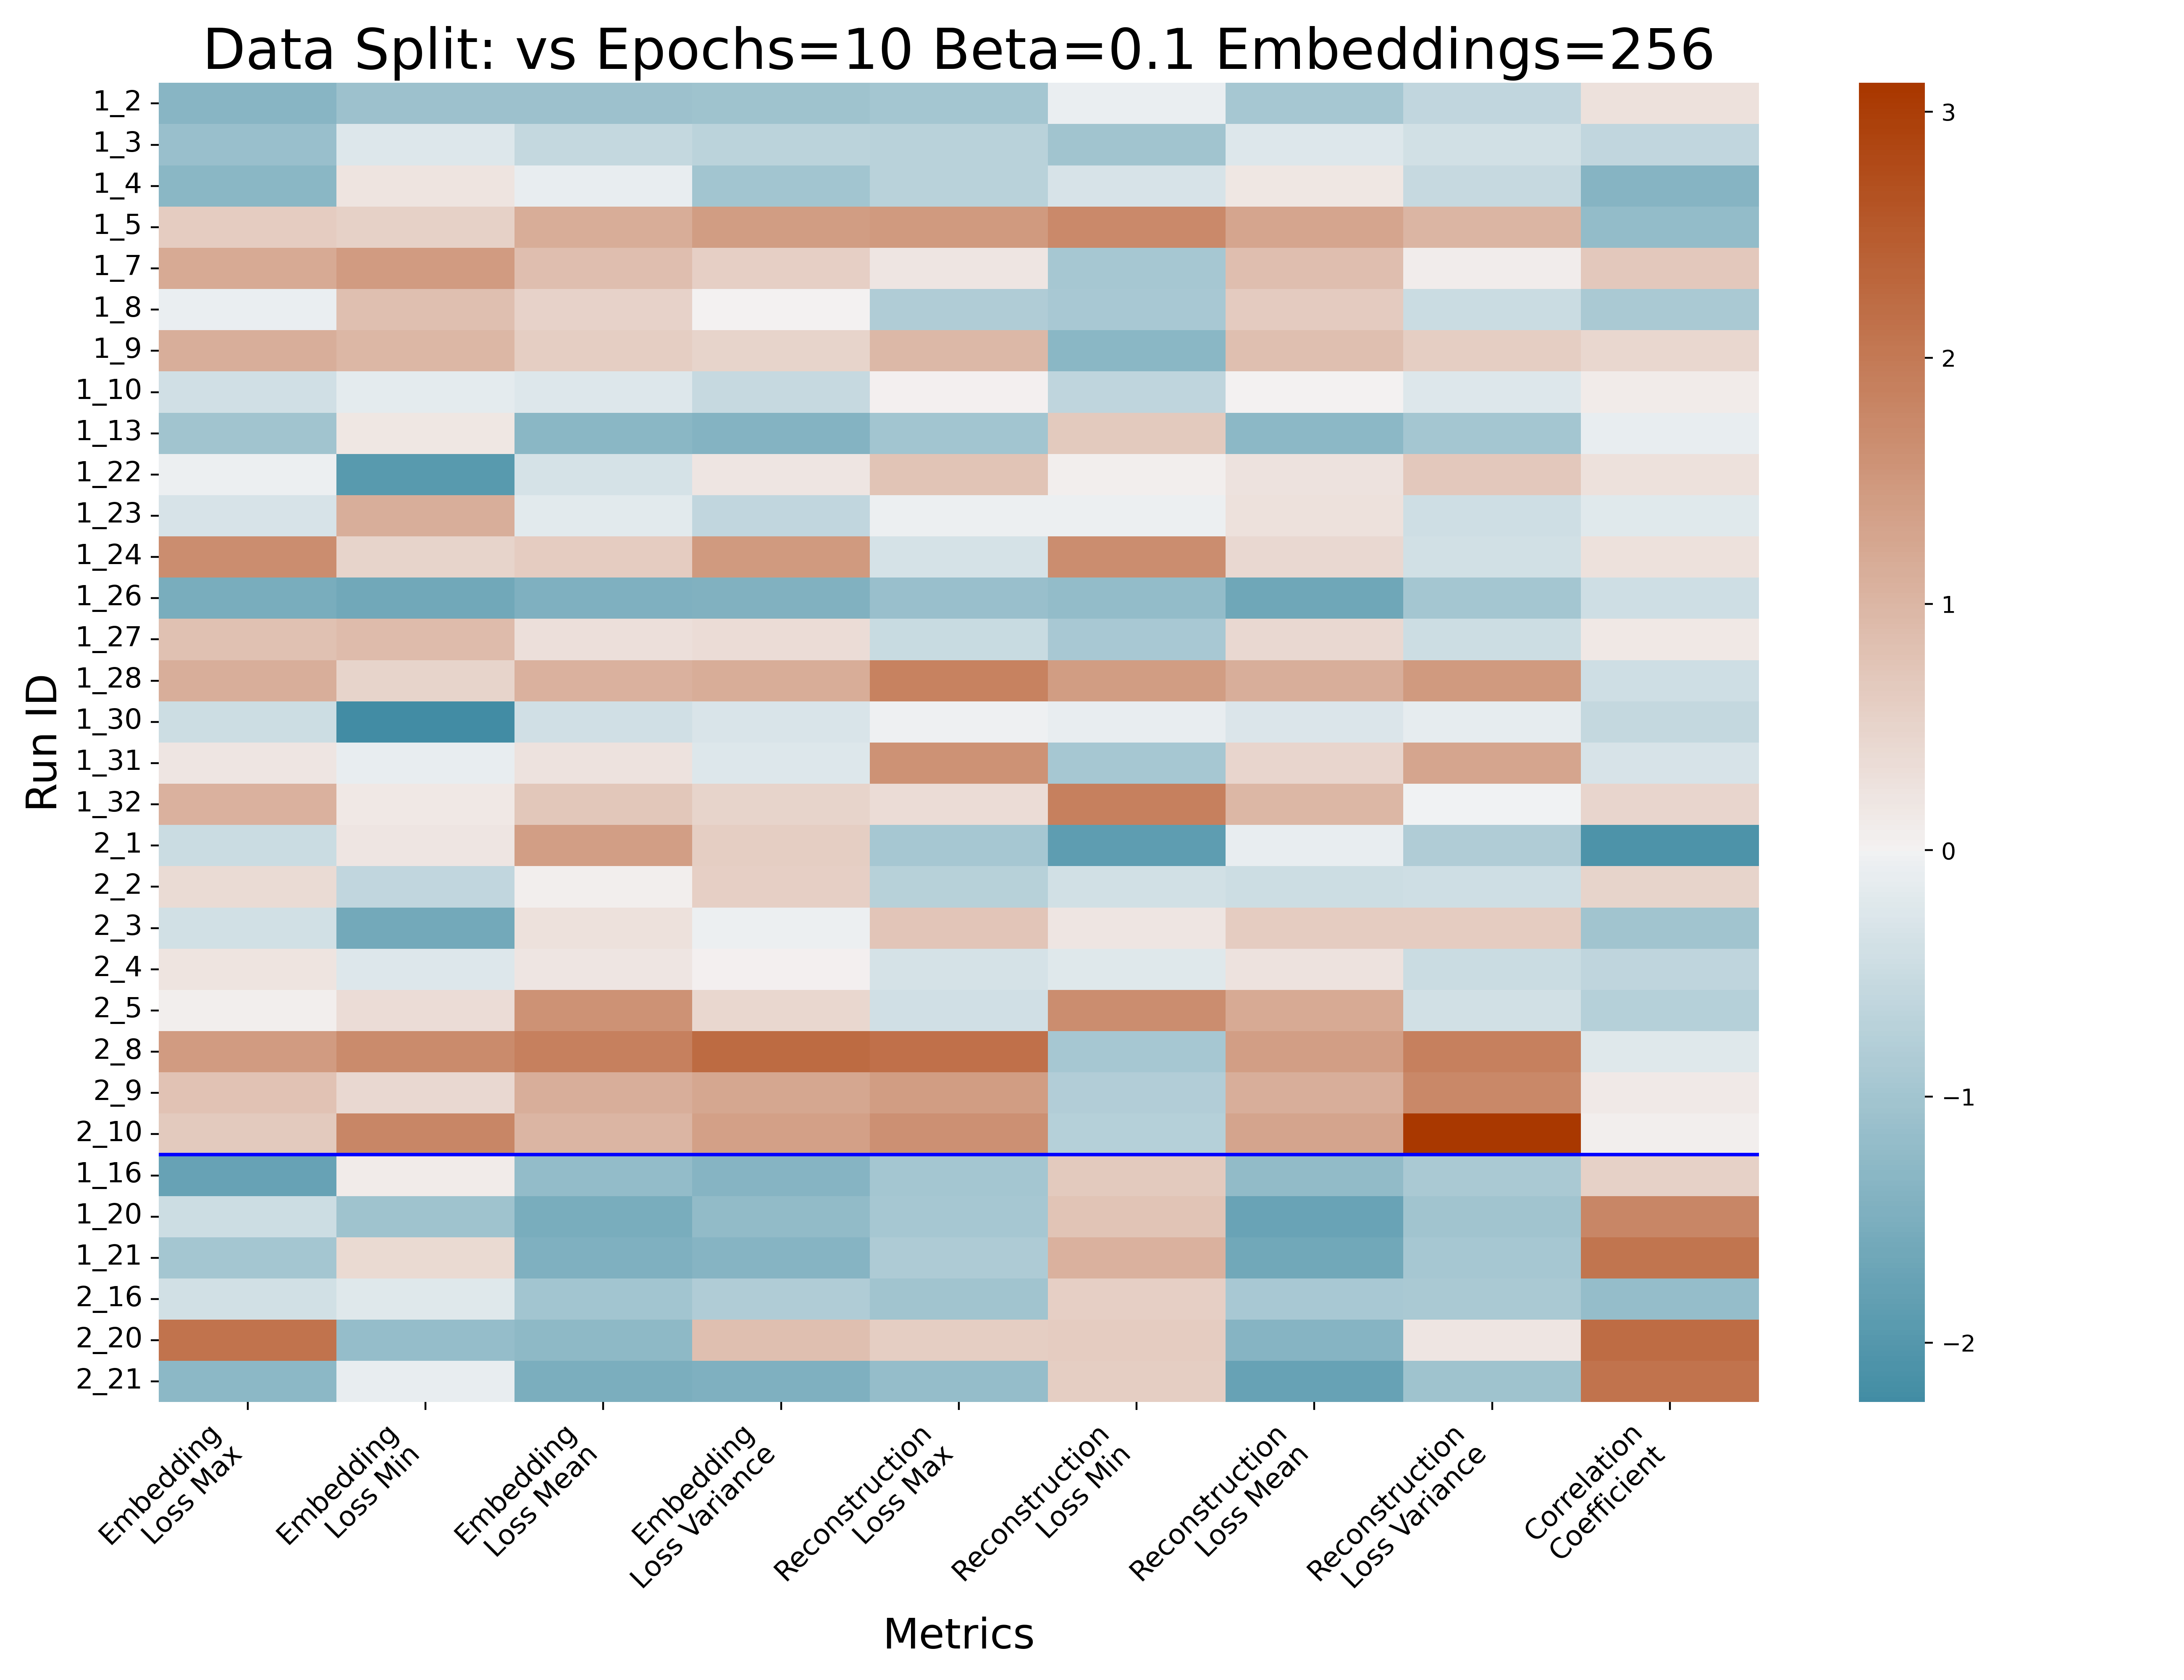 Data Split: vs Epochs=10 Beta=0.1 Embeddings=256
Run ID
1_2
1_3
1_4
1_5
1_7
1_8
1_9
1_10
1_13
1_22
1_23
1_24
1_26
1_27
1_28
1_30
1_31
1_32
2_1
2_2
2_3
2_4
2_5
2_8
2_9
2_10
1_16
1_20
1_21
2_16
2_20
2_21
Embedding
Loss Max
Embedding
Loss Min
Embedding
Loss Mean
Embedding
Loss Variance
Reconstruction
Loss Max
Reconstruction
Loss Min
Reconstruction
Loss Mean
Reconstruction
Loss Variance
Correlation
Coefficient
Metrics
3
2
1
0
−1
−2